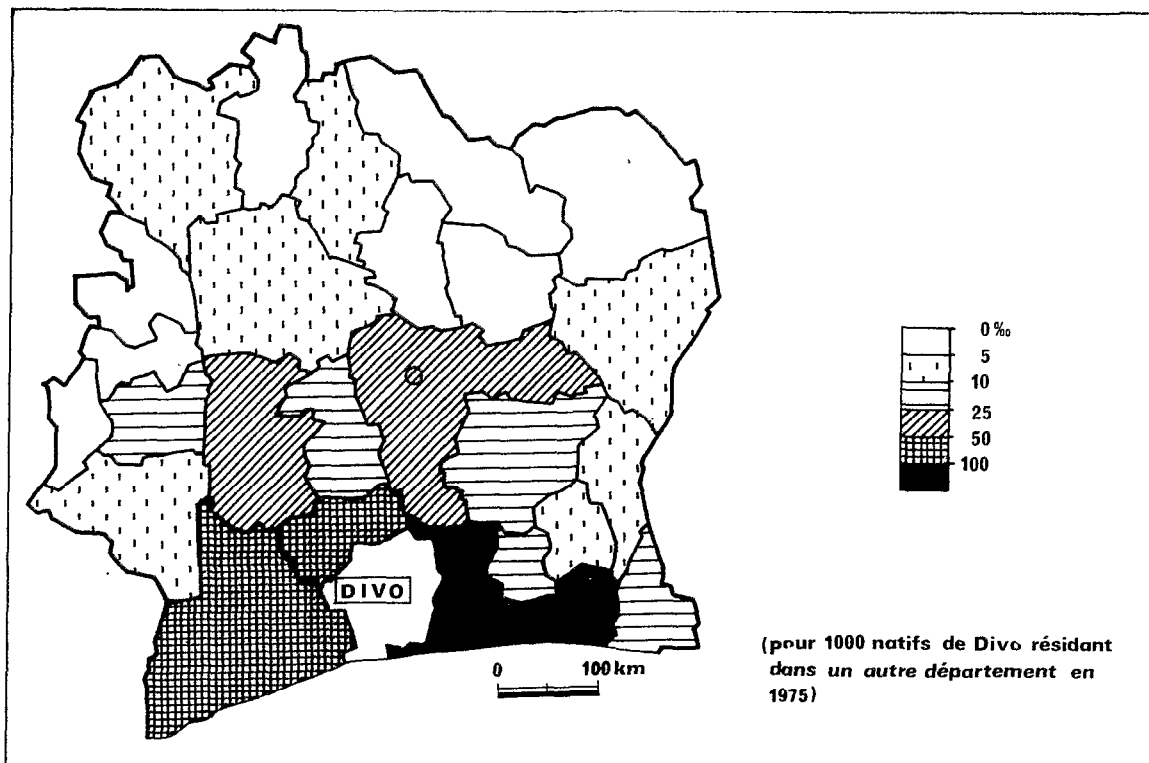 0 ‰
5
10
25
50
100
DIVO
(pour 1000 natifs de Divo résidant
dans un autre département en
1975)
0 100 km